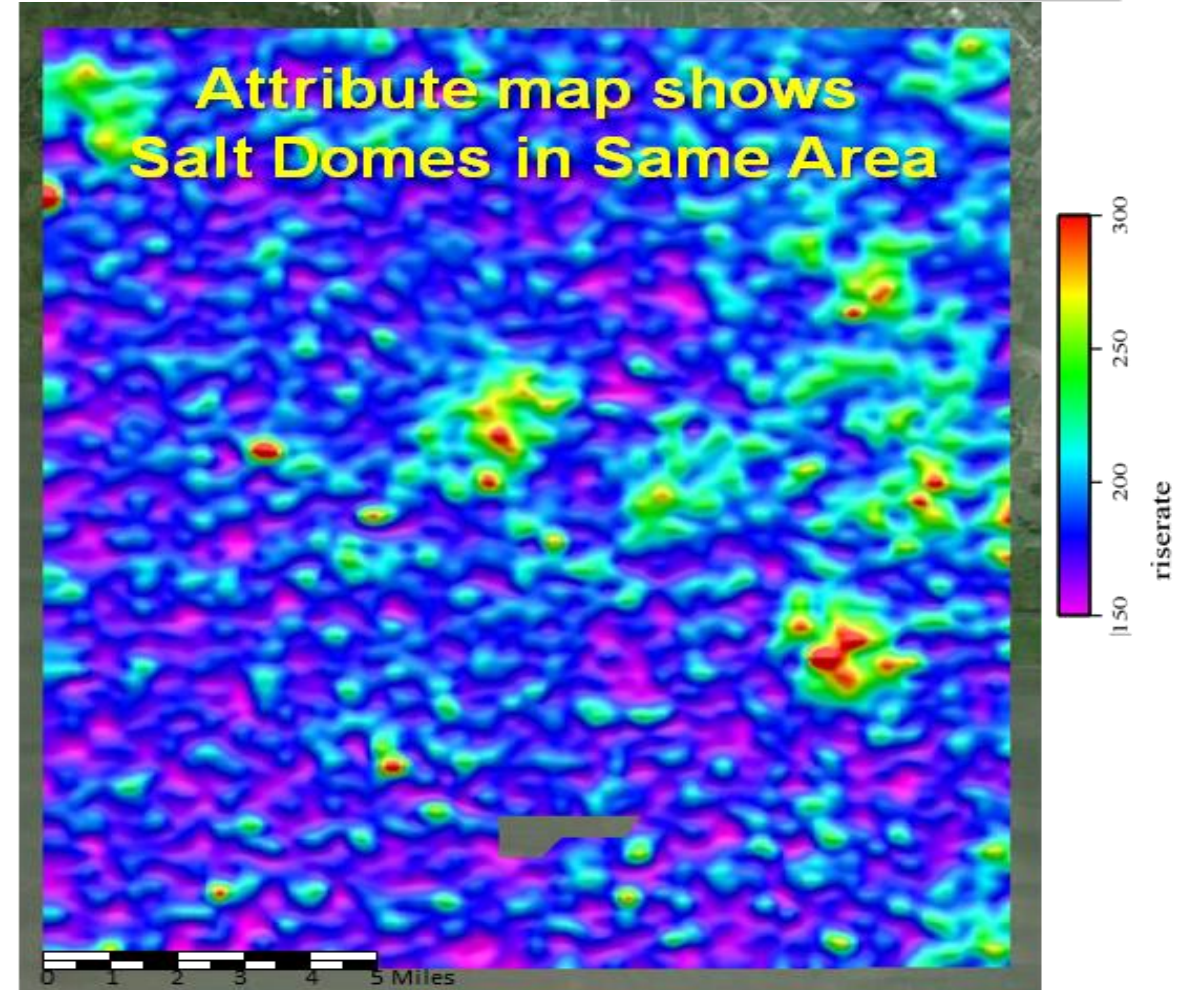 Attribute map shows
Salt Domes in Same Area
300
250
200
150
riserate
0 1 2 3 4 5 Miles